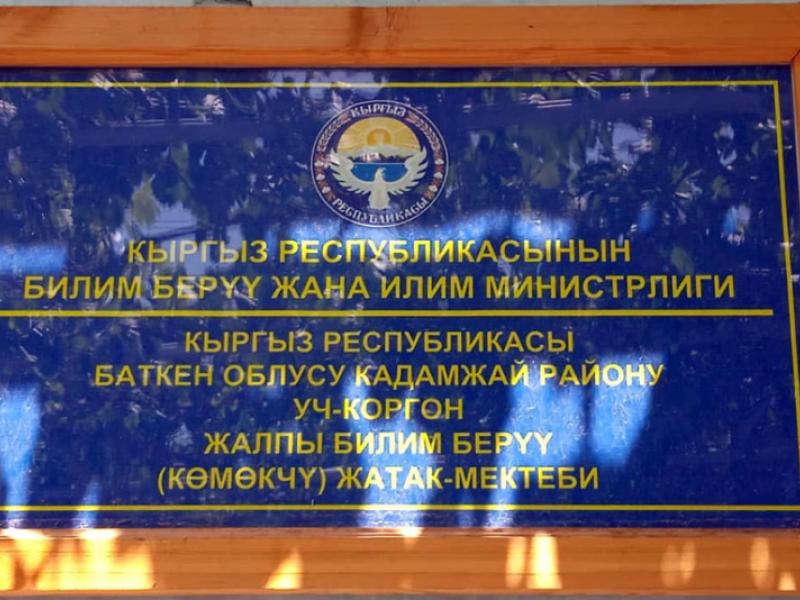 КЫРГЫЗ
РЕСПУБЛИКАСЫ
КЫРГЫЗ РЕСПУБЛИКАСЫНЫН
БИЛИМ БЕРҮҮ ЖАНА ИЛИМ МИНИСТРЛИГИ
КЫРГЫЗ РЕСПУБЛИКАСЫ
БАТКЕН ОБЛУСУ КАДАМЖАЙ РАЙОНУ
УЧ-КОРГОН
ЖАЛПЫ БИЛИМ БЕРҮҮ
(КӨМӨКЧҮ) ЖАТАК-МЕКТЕБИ